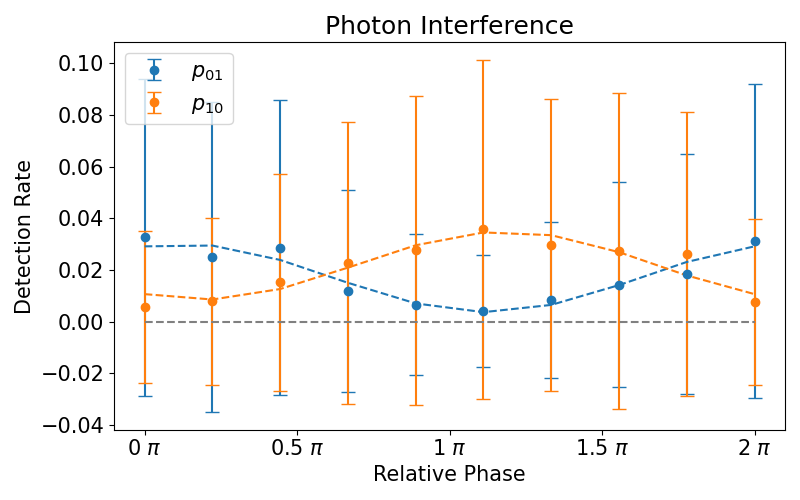 Photon Interference
p01
p10
Detection Rate
0.10
0.08
0.06
0.04
0.02
0.00
−0.02
−0.04
0 π 0.5 π 1 π 1.5 π 2 π
Relative Phase